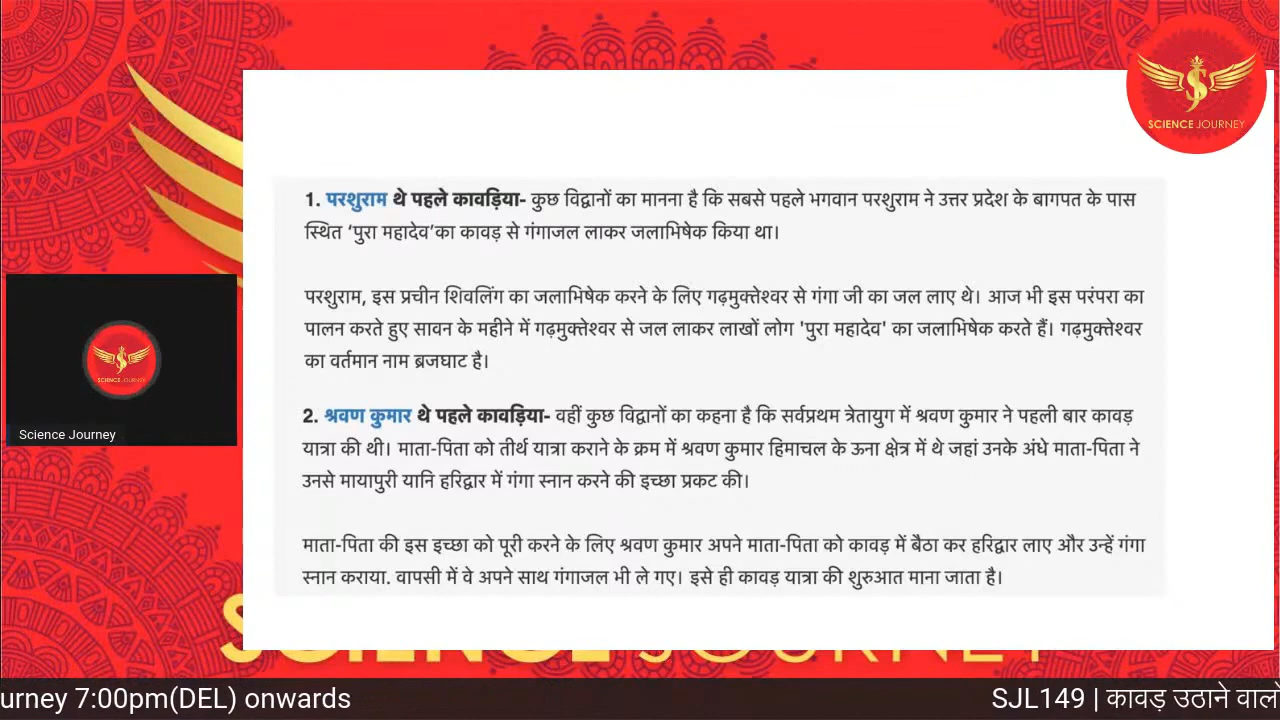 SCIENCE JOURNEY
1. परशुराम थे पहले कावड़िया- कुछ विद्वानों का मानना है कि सबसे पहले भगवान परशुराम ने उत्तर प्रदेश के बागपत के पास
स्थित ‘पुरा महादेव’का कावड़ से गंगाजल लाकर जलाभिषेक किया था।
परशुराम, इस प्रचीन शिवलिंग का जलाभिषेक करने के लिए गढ़मुक्तेश्वर से गंगा जी का जल लाए थे। आज भी इस परंपरा का
पालन करते हुए सावन के महीने में गढ़मुक्तेश्वर से जल लाकर लाखों लोग 'पुरा महादेव' का जलाभिषेक करते हैं। गढ़मुक्तेश्वर
का वर्तमान नाम ब्रजघाट है।
2. श्रवण कुमार थे पहले कावड़िया- वहीं कुछ विद्वानों का कहना है कि सर्वप्रथम त्रेतायुग में श्रवण कुमार ने पहली बार कावड़
यात्रा की थी। माता-पिता को तीर्थ यात्रा कराने के क्रम में श्रवण कुमार हिमाचल के ऊना क्षेत्र में थे जहां उनके अंधे माता-पिता ने
उनसे मायापुरी यानि हरिद्वार में गंगा स्नान करने की इच्छा प्रकट की।
माता-पिता की इस इच्छा को पूरी करने के लिए श्रवण कुमार अपने माता-पिता को कावड़ में बैठा कर हरिद्वार लाए और उन्हें गंगा
स्नान कराया. वापसी में वे अपने साथ गंगाजल भी ले गए। इसे ही कावड़ यात्रा की शुरुआत माना जाता है।
SCIENCE JOURNEY
Science Journey
SCIENCE JOURNEY
urney 7:00pm(DEL) onwards
SJL149 | कावड़ उठाने वालो